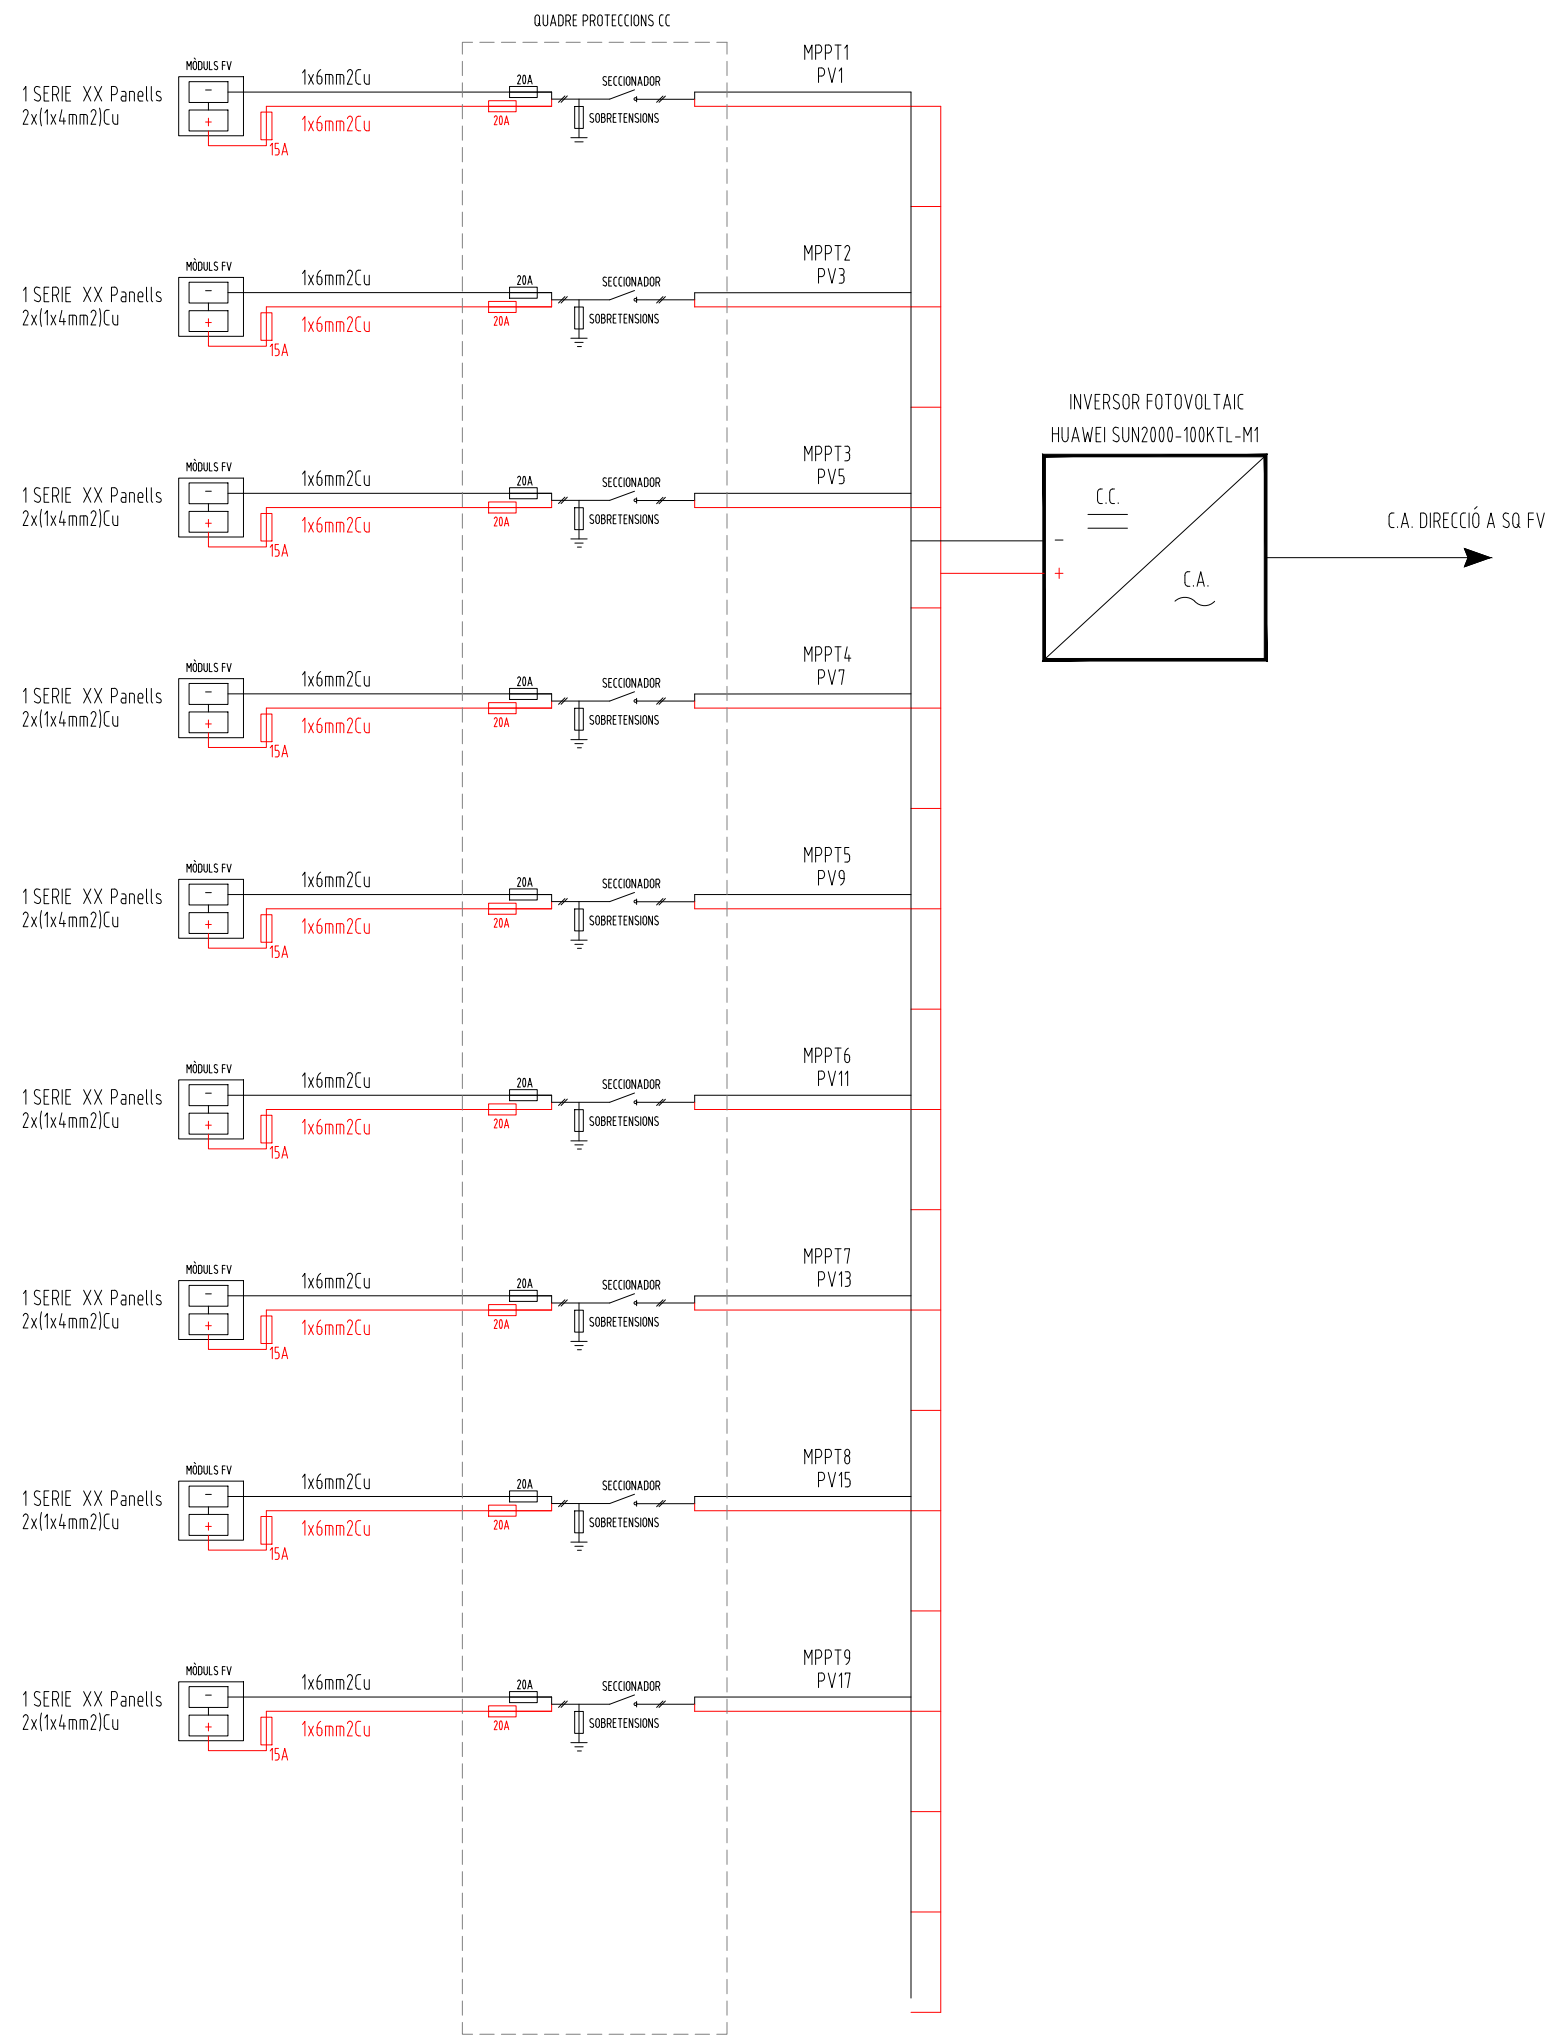 QUADRE PROTECCIONS CC
MPPT1
PV1
MÒDULS FV
1x6mm2Cu
20A
SECCIONADOR
1 SERIE XX Panells
2x(1x4mm2)Cu
−
+
15A
1x6mm2Cu
20A
SOBRETENSIONS
MPPT2
PV3
MÒDULS FV
1x6mm2Cu
20A
SECCIONADOR
1 SERIE XX Panells
2x(1x4mm2)Cu
−
+
15A
1x6mm2Cu
20A
SOBRETENSIONS
INVERSOR FOTOVOLTAIC
HUAWEI SUN2000-100KTL-M1
C.C.
−
+
C.A.
C.A. DIRECCIÓ A SQ FV
MPPT3
PV5
MÒDULS FV
1x6mm2Cu
20A
SECCIONADOR
1 SERIE XX Panells
2x(1x4mm2)Cu
−
+
15A
1x6mm2Cu
20A
SOBRETENSIONS
MPPT4
PV7
MÒDULS FV
1x6mm2Cu
20A
SECCIONADOR
1 SERIE XX Panells
2x(1x4mm2)Cu
−
+
15A
1x6mm2Cu
20A
SOBRETENSIONS
MPPT5
PV9
MÒDULS FV
1x6mm2Cu
20A
SECCIONADOR
1 SERIE XX Panells
2x(1x4mm2)Cu
−
+
15A
1x6mm2Cu
20A
SOBRETENSIONS
MPPT6
PV11
MÒDULS FV
1x6mm2Cu
20A
SECCIONADOR
1 SERIE XX Panells
2x(1x4mm2)Cu
−
+
15A
1x6mm2Cu
20A
SOBRETENSIONS
MPPT7
PV13
MÒDULS FV
1x6mm2Cu
20A
SECCIONADOR
1 SERIE XX Panells
2x(1x4mm2)Cu
−
+
15A
1x6mm2Cu
20A
SOBRETENSIONS
MPPT8
PV15
MÒDULS FV
1x6mm2Cu
20A
SECCIONADOR
1 SERIE XX Panells
2x(1x4mm2)Cu
−
+
15A
1x6mm2Cu
20A
SOBRETENSIONS
MPPT9
PV17
MÒDULS FV
1x6mm2Cu
20A
SECCIONADOR
1 SERIE XX Panells
2x(1x4mm2)Cu
−
+
15A
1x6mm2Cu
20A
SOBRETENSIONS